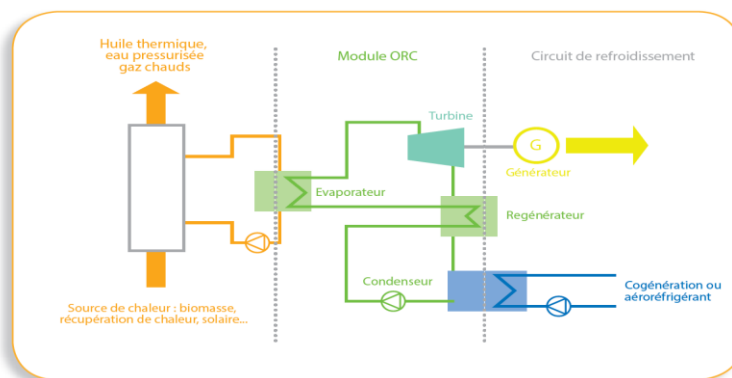 Huile thermique,
eau pressurisée
gaz chauds
Module ORC
Circuit de refroidissement
Turbine
G
Générateur
Evaporateur
Regénérateur
Condenseur
Cogénération ou
aéroréfrigérant
Source de chaleur : biomasse,
récupération de chaleur, solaire...